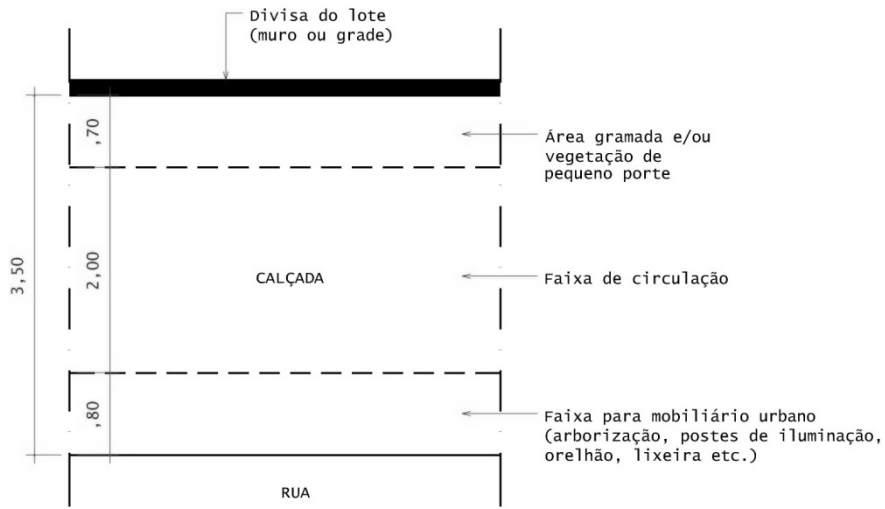 Divisa do lote
(muro ou grade)
,70
Área gramada e/ou
vegetação de
pequeno porte
3,50
2,00
CALÇADA
Faixa de circulação
,80
Faixa para mobiliário urbano
(arborização, postes de iluminação,
orelhão, lixeira etc.)
RUA